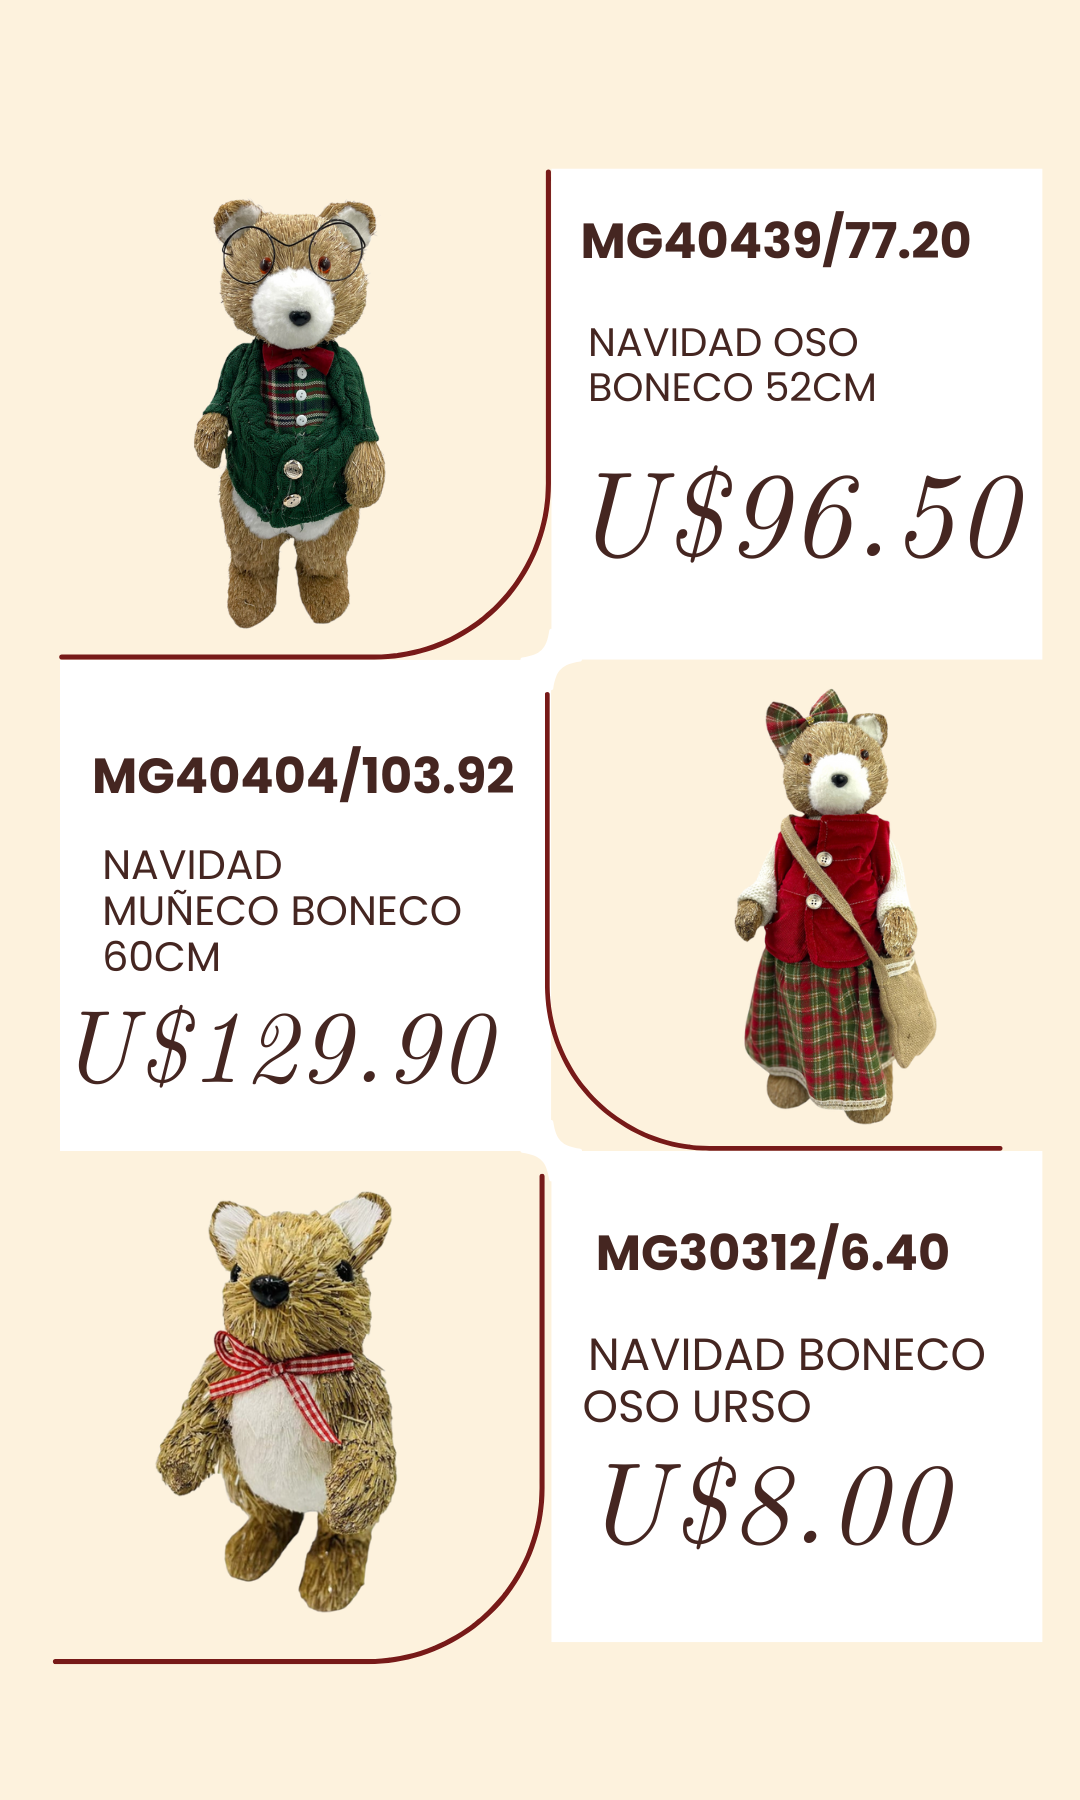 MG40439/77.20
NAVIDAD OSO
BONECO 52CM
U$96.50
MG40404/103.92
NAVIDAD
MUÑECO BONECO
60CM
U$129.90
MG30312/6.40
NAVIDAD BONECO
OSO URSO
U$8.00